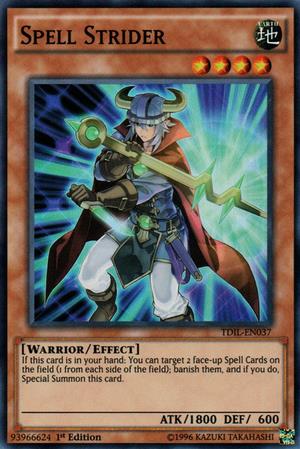 SPELL STRIDER
EARTH
地
TDIL-EN037
[WARRIOR/EFFECT]
If this card is in your hand: You can target 2 face-up Spell Cards on
the field (1 from each side of the field); banish them, and if you do,
Special Summon this card.
ATK/1800 DEF/ 600
93966624 1st Edition ©1996 KAZUKI TAKAHASHI